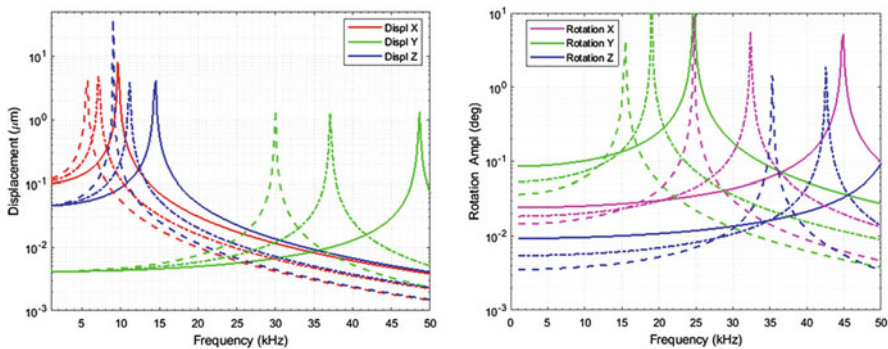 10¹
10⁰
10⁻¹
10⁻²
10⁻³
Displacement (μm)
5 10 15 20 25 30 35 40 45 50
Frequency (kHz)
Displ X
Displ Y
Displ Z
10¹
10⁰
10⁻¹
10⁻²
10⁻³
Rotation Ampl (deg)
0 5 10 15 20 25 30 35 40 45 50
Frequency (kHz)
Rotation X
Rotation Y
Rotation Z